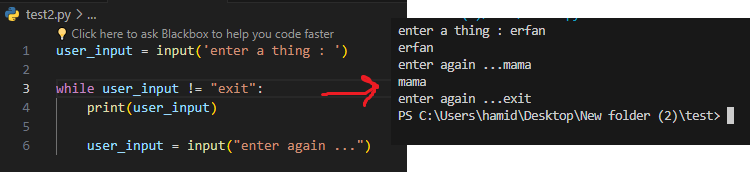 test2.py > ...
Click here to ask Blackbox to help you code faster
1 user_input = input('enter a thing : ')
2
3 while user_input != "exit":
4 print(user_input)
5
6 user_input = input("enter again ...")
enter a thing : erfan
erfan
enter again ...mama
mama
enter again ...exit
PS C:\Users\hamid\Desktop\New folder (2)\test>